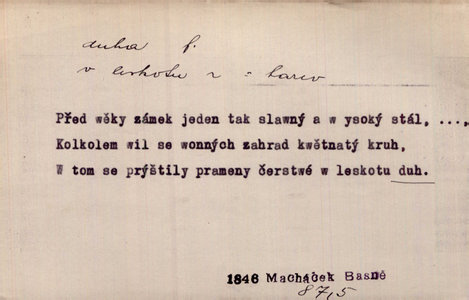 duha f.
v leskotu
Před wěky zámek jeden tak slawný a w ysoký stál, ...,
Kolkolem wil se wonných zahrad kwětnatý kruh,
W tom se prýštily prameny čerstwé w leskotu duh.
1846 Macháček Basně
87,5